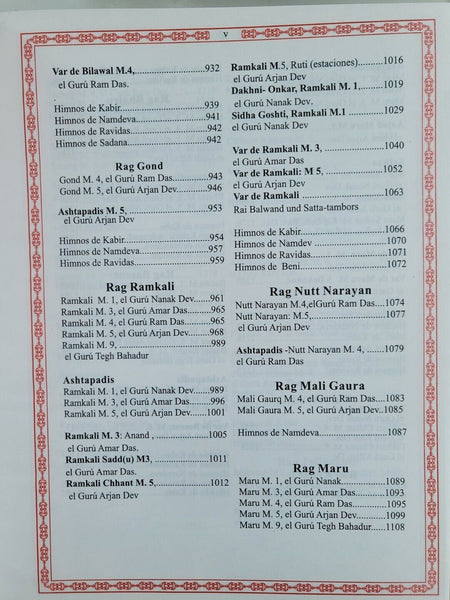 v
Var de Bilawal M.4,...................932
el Gurú Ram Das.
Himnos de Kabir........................939
Himnos de Namdeva...................941
Himnos de Ravidas.....................942
Himnos de Sadana......................942
Rag Gond
Gond M. 4, el Gurú Ram Das.......943
Gond M. 5, el Gurú Arjan Dev......946
Ashtapadis M. 5,........................953
el Gurú Arjan Dev
Himnos de Kabir........................954
Himnos de Namdeva...................957
Himnos de Ravidas.....................959
Rag Ramkali
Ramkali M. 1, el Gurú Nanak Dev......961
Ramkali M. 3, el Gurú Amar Das.......965
Ramkali M. 4, el Gurú Ram Das........965
Ramkali M. 5, el Gurú Arjan Dev.......968
Ramkali M. 9, ...........................989
el Gurú Tegh Bahadur
Ashtapadis
Ramkali M. 1, el Gurú Nanak Dev......989
Ramkali M. 3, el Gurú Amar Das.......996
Ramkali M. 5, el Gurú Arjan Dev...1001
Ramkali M. 3: Anand , .................1005
el Gurú Amar Das.
Ramkali Sadd(u) M3, ..................1011
el Gurú Amar Das.
Ramkali Chhant M. 5,.................1012
el Gurú Arjan Dev
Ramkali M.5, Ruti (estaciones)......1016
el Gurú Arjan Dev
Dakhni- Onkar, Ramkali M. 1,.......1019
el Gurú Nanak Dev.
Sidha Goshti, Ramkali M.1 ........1029
el Gurú Nanak Dev
Var de Ramkali M. 3, ..................1040
el Gurú Amar Das
Var de Ramkali: M 5, ..................1052
el Gurú Arjan Dev
Var de Ramkali .........................1063
Rai Balwund und Satta-tambors
Himnos de Kabir.......................1066
Himnos de Namdev ....................1070
Himnos de Ravidas....................1071
Himnos de Beni........................1072
Rag Nutt Narayan
Nutt Narayan M.4,elGurú Ram Das....1074
Nutt Narayan: M.5,.....................1077
el Gurú Arjan Dev
Ashtapadis -Nutt Narayan M. 4, .......1079
el Gurú Ram Das.
Rag Mali Gaura
Mali Gaurq M. 4, el Gurú Ram Das.....1083
Mali Gaura M. 5, el Gurú Arjan Dev..1085
Himnos de Namdeva...................1087
Rag Maru
Maru M. 1, el Gurú Nanak.............1089
Maru M. 3, el Gurú Amar Das.........1093
Maru M. 4, el Gurú Ram Das..........1095
Maru M. 5, el Gurú Arjan Dev.........1099
Maru M. 9, el Gurú Tegh Bahadur.....1108